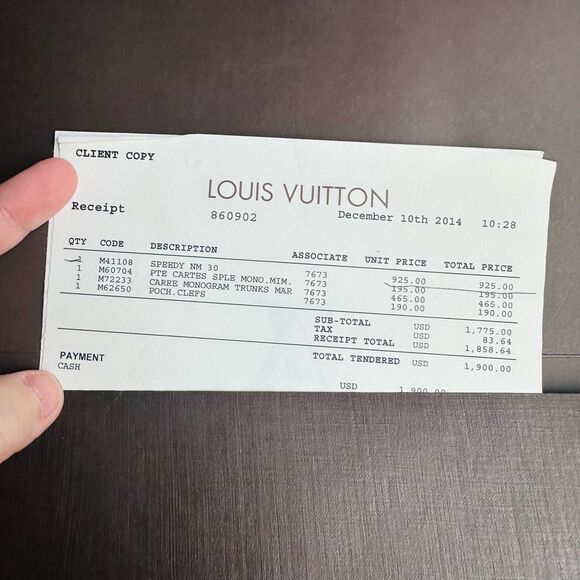 CLIENT COPY
LOUIS VUITTON
Receipt 860902 December 10th 2014 10:28
QTY CODE DESCRIPTION ASSOCIATE UNIT PRICE TOTAL PRICE
1 M41108 SPEEDY NM 30 7673 925.00 925.00
1 M60704 PTE CARTES SPLE MONO.MIM. 7673 195.00 195.00
1 M72233 CARRE MONOGRAM TRUNKS MAR 7673 465.00 465.00
1 M62650 POCH.CLEFS 7673 190.00 190.00
SUB-TOTAL USD 1,775.00
TAX USD 83.64
RECEIPT TOTAL USD 1,858.64
PAYMENT TOTAL TENDERED USD 1,900.00
CASH
USD 1,900.00